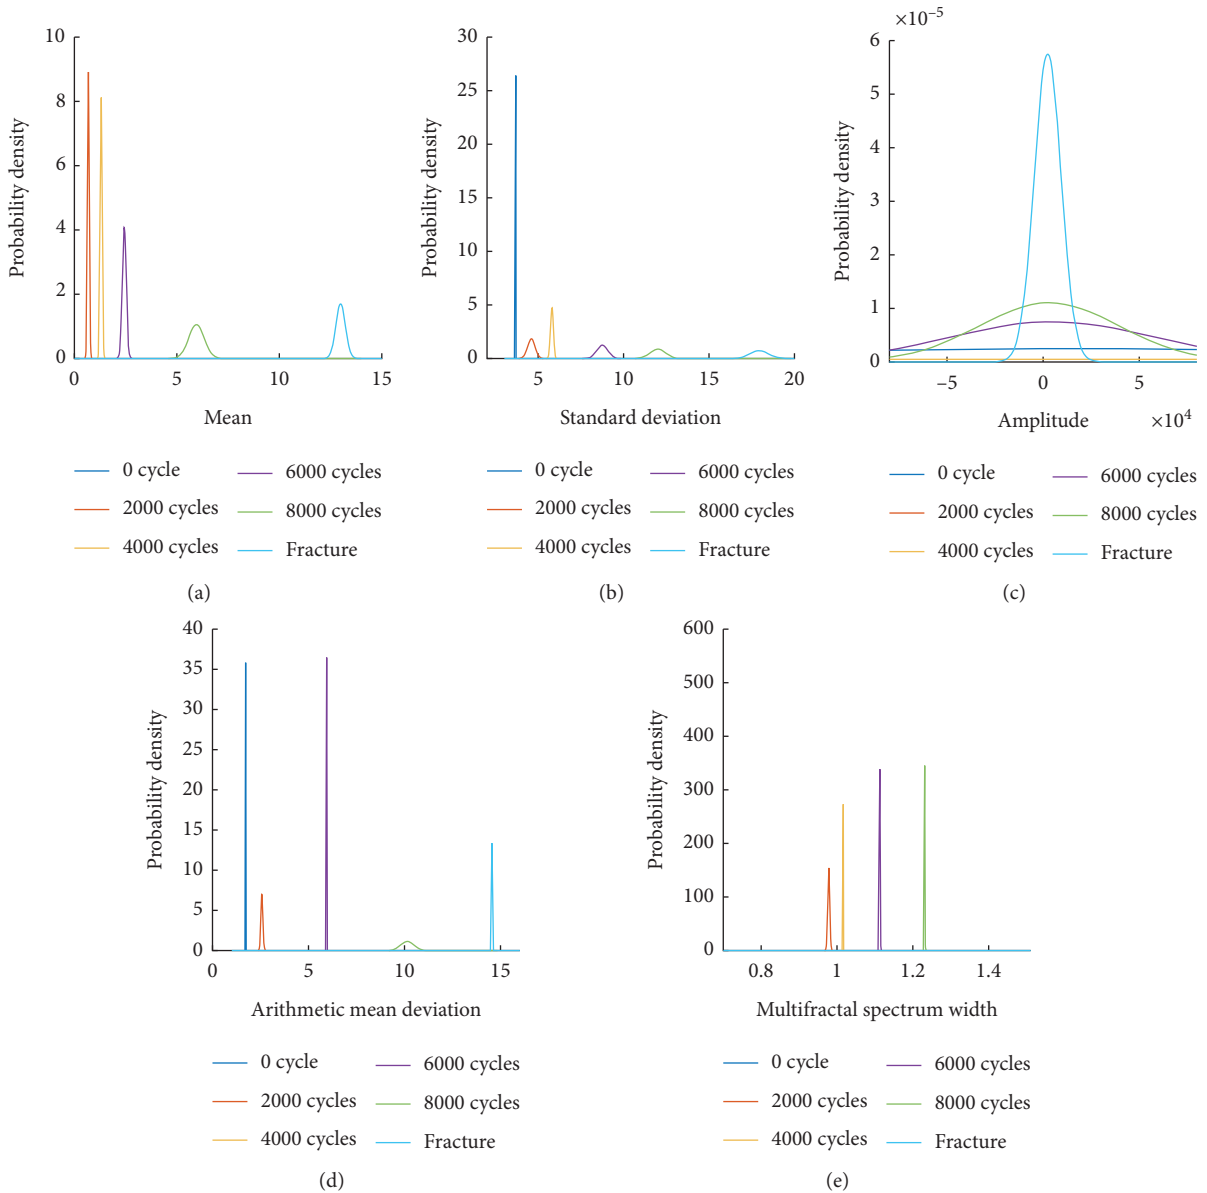 10
8
6
4
2
0
Probability density
0
5
10
15
Mean
0 cycle
2000 cycles
4000 cycles
6000 cycles
8000 cycles
Fracture
(a)
30
25
20
15
10
5
0
Probability density
5
10
15
20
Standard deviation
0 cycle
2000 cycles
4000 cycles
6000 cycles
8000 cycles
Fracture
(b)
×10–5
6
5
4
3
2
1
0
Probability density
–5
0
5
Amplitude
×104
0 cycle
2000 cycles
4000 cycles
6000 cycles
8000 cycles
Fracture
(c)
40
35
30
25
20
15
10
5
0
Probability density
0
5
10
15
Arithmetic mean deviation
0 cycle
2000 cycles
4000 cycles
6000 cycles
8000 cycles
Fracture
(d)
600
500
400
300
200
100
0
Probability density
0.8
1
1.2
1.4
Multifractal spectrum width
0 cycle
2000 cycles
4000 cycles
6000 cycles
8000 cycles
Fracture
(e)